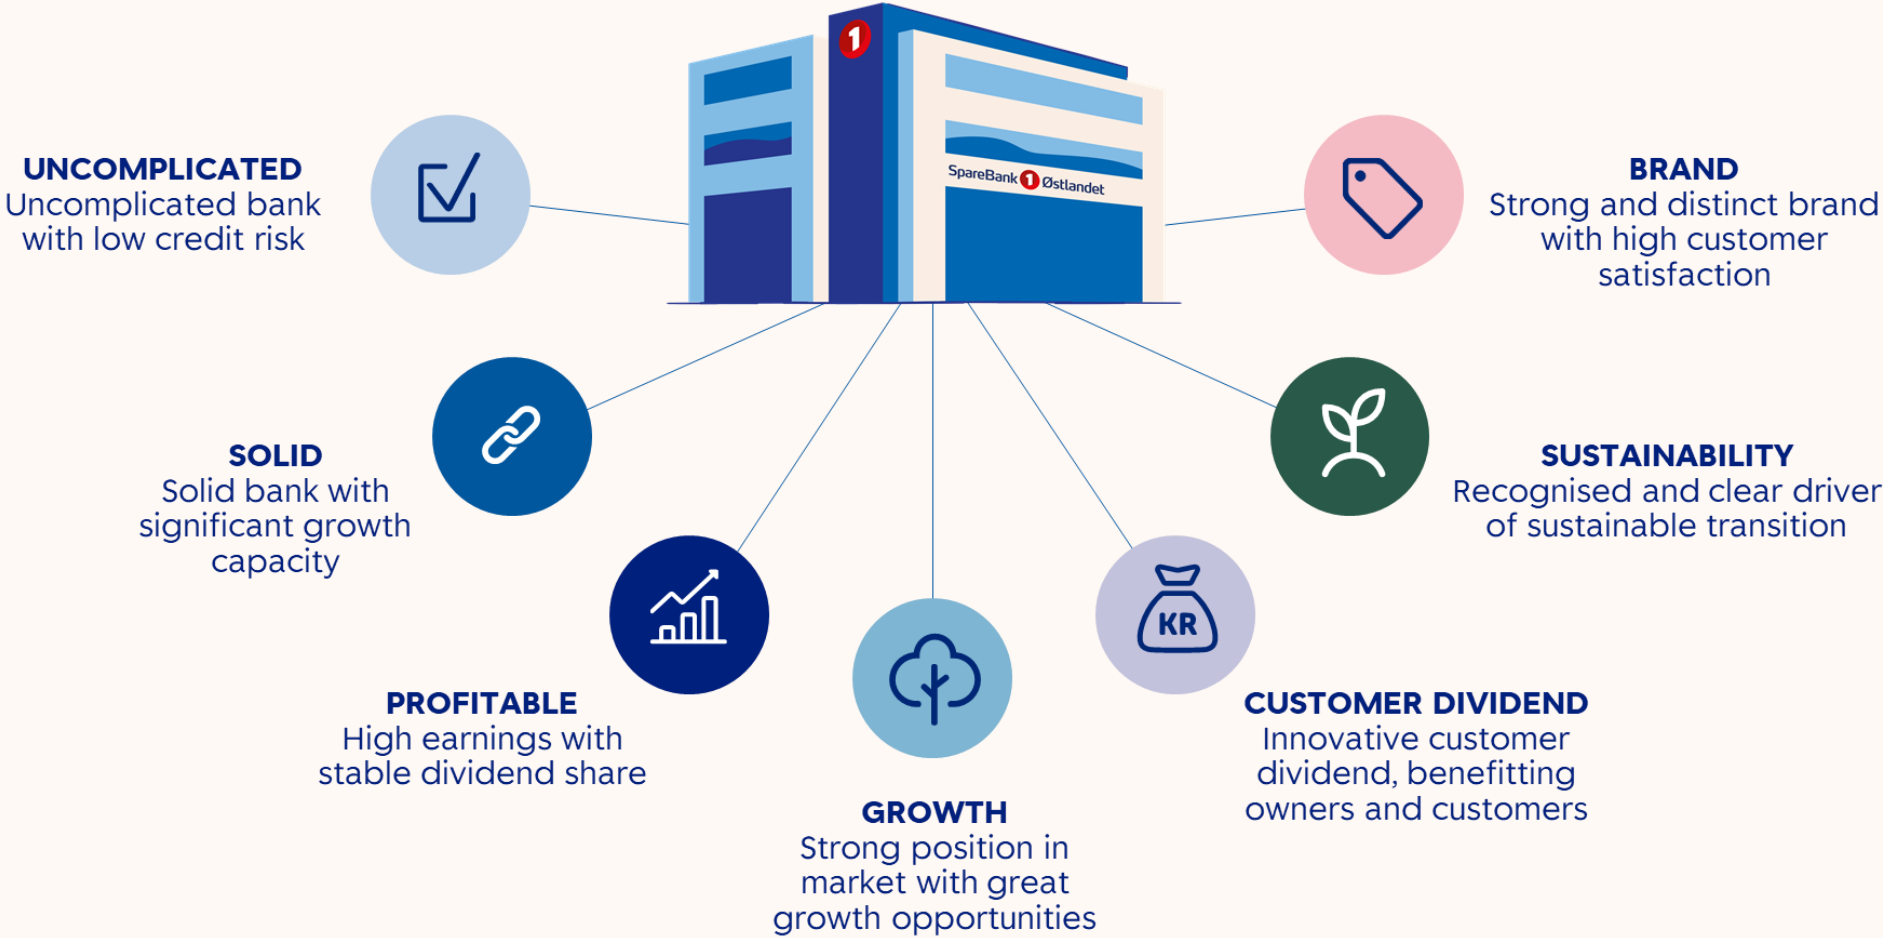 1
SpareBank 1 Østlandet
UNCOMPLICATED
Uncomplicated bank
with low credit risk
BRAND
Strong and distinct brand
with high customer
satisfaction
SOLID
Solid bank with
significant growth
capacity
SUSTAINABILITY
Recognised and clear driver
of sustainable transition
PROFITABLE
High earnings with
stable dividend share
KR
CUSTOMER DIVIDEND
Innovative customer
dividend, benefitting
owners and customers
GROWTH
Strong position in
market with great
growth opportunities